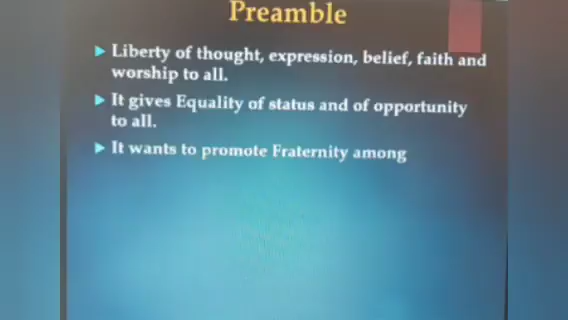 Preamble
Liberty of thought, expression, belief, faith and
worship to all.
It gives Equality of status and of opportunity
to all.
It wants to promote Fraternity among